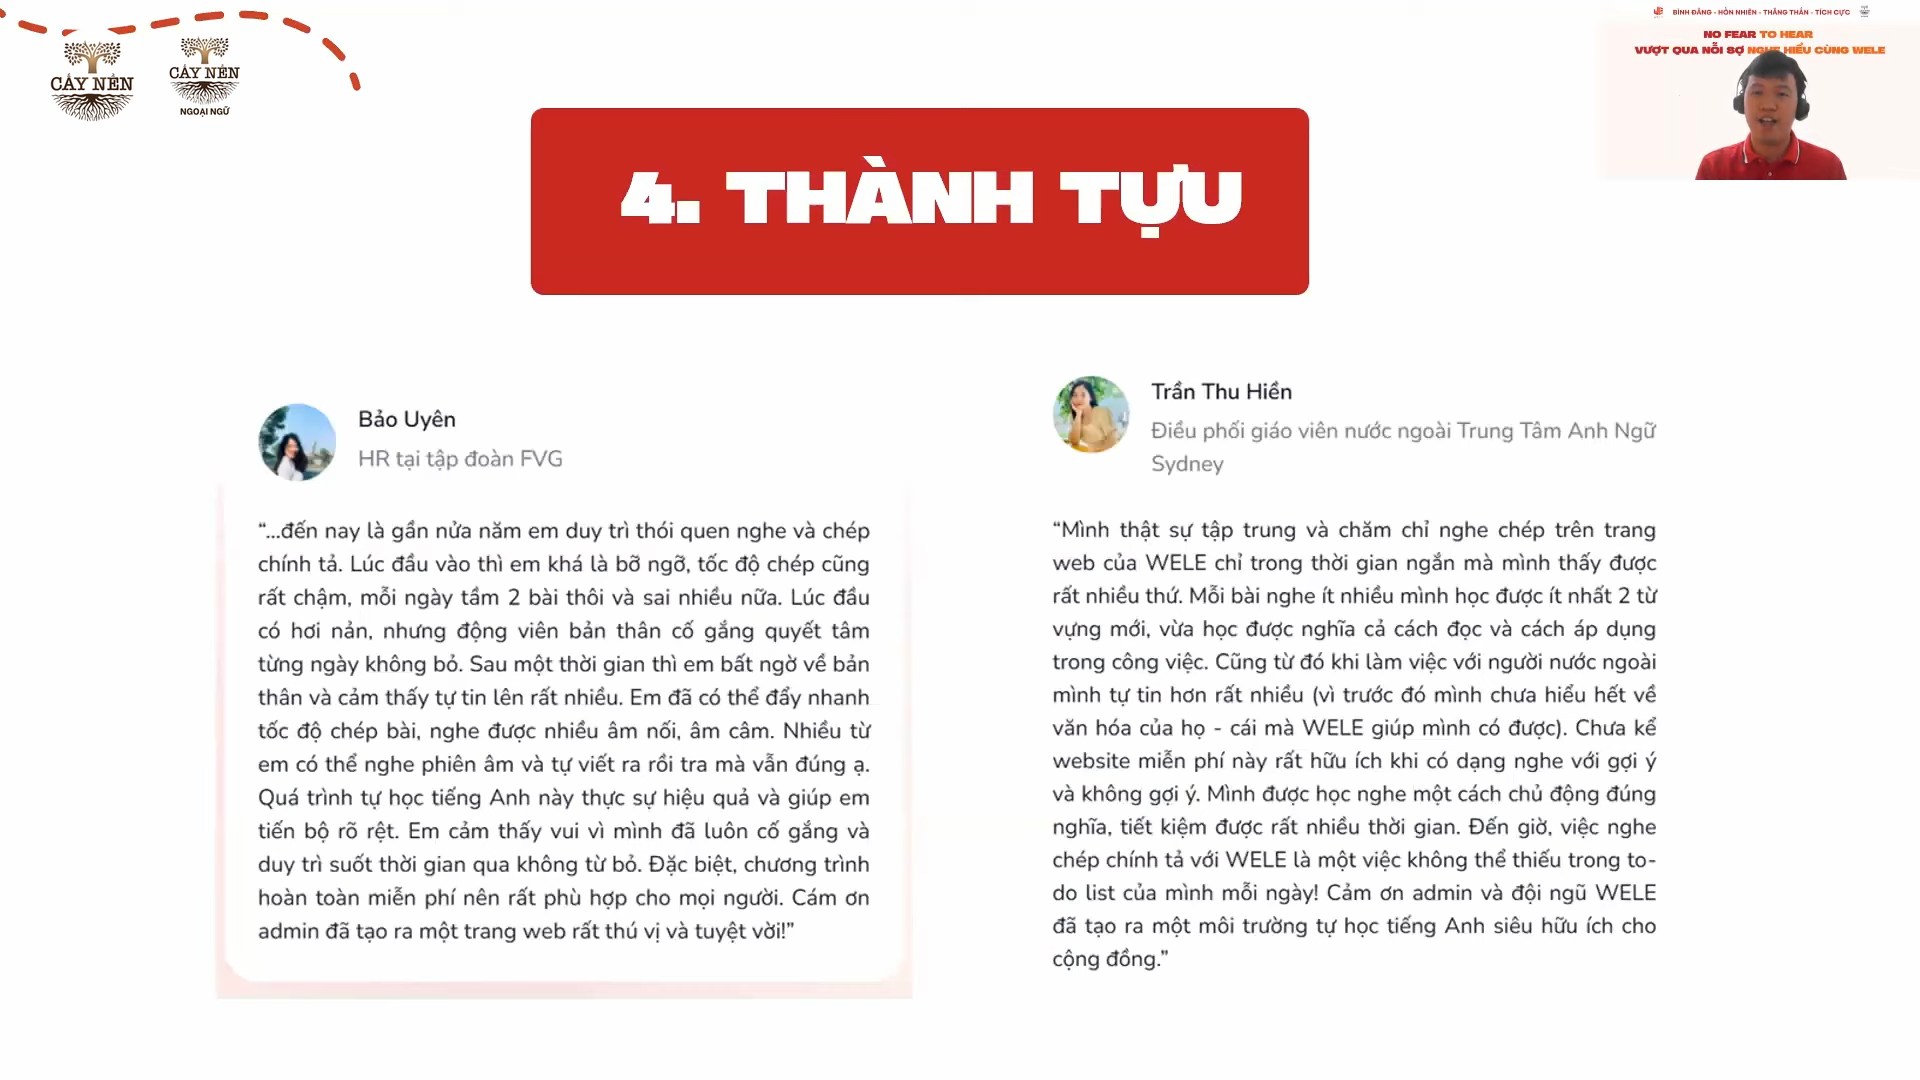 CẤY NỀN
CẤY NỀN
NGOẠI NGỮ
BÌNH ĐẲNG - HỒN NHIÊN - THẲNG THẮN - TÍCH CỰC
NO FEAR TO HEAR
VƯỢT QUA NỖI SỢ NGHE HIỂU CÙNG WELE
4. THÀNH TỰU
Bảo Uyên
HR tại tập đoàn FVG
“...đến nay là gần nửa năm em duy trì thói quen nghe và chép
chính tả. Lúc đầu vào thì em khá là bỡ ngỡ, tốc độ chép cũng
rất chậm, mỗi ngày tầm 2 bài thôi và sai nhiều nữa. Lúc đầu
có hơi nản, nhưng động viên bản thân cố gắng quyết tâm
từng ngày không bỏ. Sau một thời gian thì em bất ngờ về bản
thân và cảm thấy tự tin lên rất nhiều. Em đã có thể đẩy nhanh
tốc độ chép bài, nghe được nhiều âm nối, âm câm. Nhiều từ
em có thể nghe phiên âm và tự viết ra rồi tra mà vẫn đúng ạ.
Quá trình tự học tiếng Anh này thực sự hiệu quả và giúp em
tiến bộ rõ rệt. Em cảm thấy vui vì mình đã luôn cố gắng và
duy trì suốt thời gian qua không từ bỏ. Đặc biệt, chương trình
hoàn toàn miễn phí nên rất phù hợp cho mọi người. Cám ơn
admin đã tạo ra một trang web rất thú vị và tuyệt vời!”
Trần Thu Hiền
Điều phối giáo viên nước ngoài Trung Tâm Anh Ngữ
Sydney
“Mình thật sự tập trung và chăm chỉ nghe chép trên trang
web của WELE chỉ trong thời gian ngắn mà mình thấy được
rất nhiều thứ. Mỗi bài nghe ít nhiều mình học được ít nhất 2 từ
vựng mới, vừa học được nghĩa cả cách đọc và cách áp dụng
trong công việc. Cũng từ đó khi làm việc với người nước ngoài
mình tự tin hơn rất nhiều (vì trước đó mình chưa hiểu hết về
văn hóa của họ - cái mà WELE giúp mình có được). Chưa kể
website miễn phí này rất hữu ích khi có dạng nghe với gợi ý
và không gợi ý. Mình được học nghe một cách chủ động đúng
nghĩa, tiết kiệm được rất nhiều thời gian. Đến giờ, việc nghe
chép chính tả với WELE là một việc không thể thiếu trong to-
do list của mình mỗi ngày! Cảm ơn admin và đội ngũ WELE
đã tạo ra một môi trường tự học tiếng Anh siêu hữu ích cho
cộng đồng.”